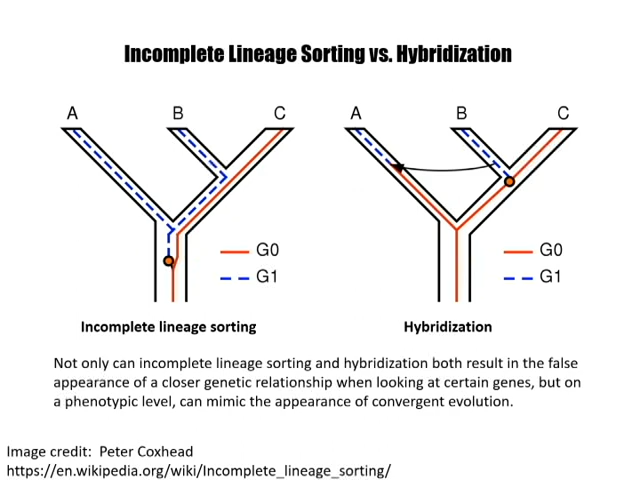 Incomplete Lineage Sorting vs. Hybridization
A B C A B C
G0 G0
G1 G1
Incomplete lineage sorting Hybridization
Not only can incomplete lineage sorting and hybridization both result in the false
appearance of a closer genetic relationship when looking at certain genes, but on
a phenotypic level, can mimic the appearance of convergent evolution.
Image credit:  Peter Coxhead
https://en.wikipedia.org/wiki/Incomplete_lineage_sorting/